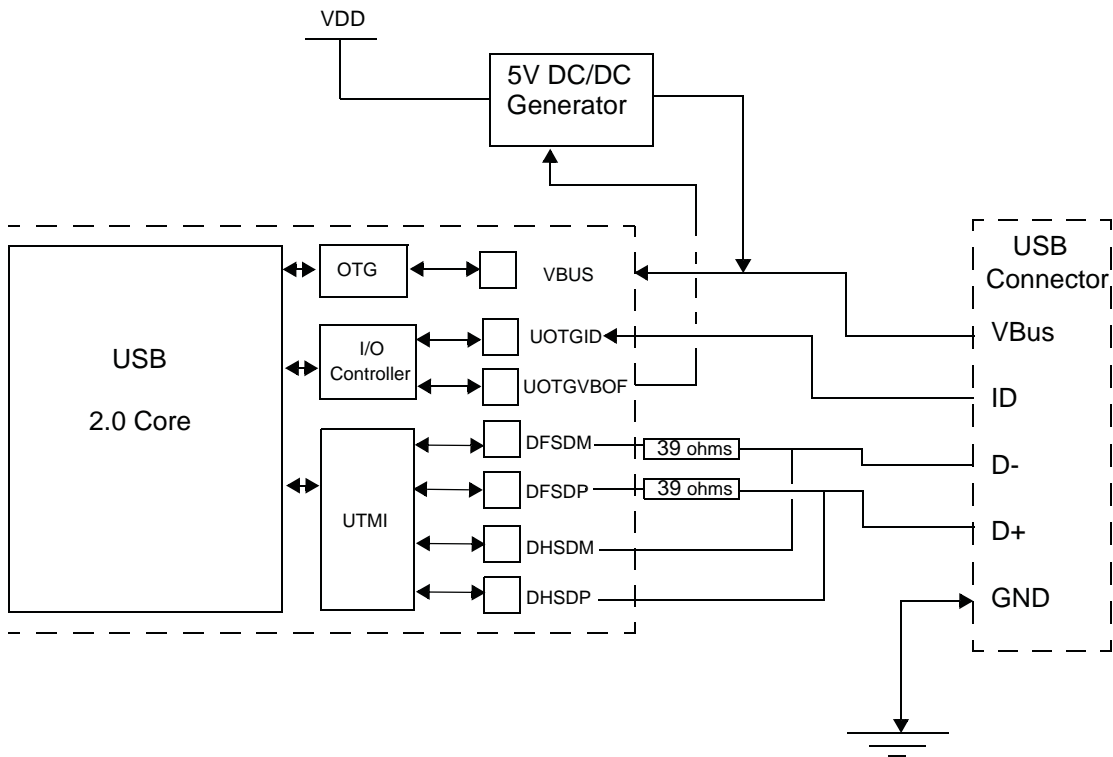 VDD
5V DC/DC
Generator
USB
Connector
OTG
VBUS
VBus
UOTGID
I/O
Controller
USB
2.0 Core
UOTGVBOF
ID
DFSDM
39 ohms
D-
DFSDP
39 ohms
UTMI
D+
DHSDM
DHSDP
GND